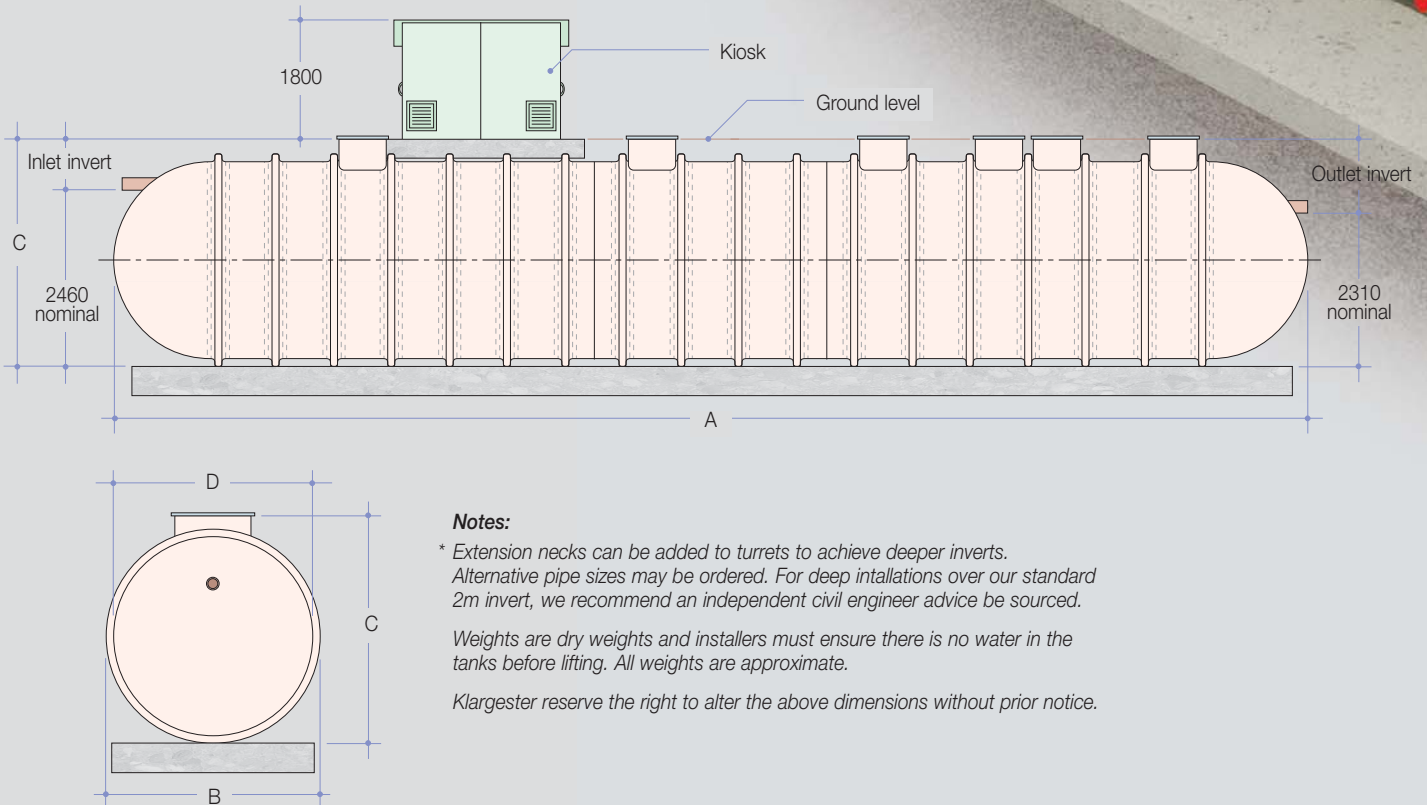 1800
Kiosk
Ground level
Inlet invert
Outlet invert
C
2460
nominal
2310
nominal
A
D
C
B
Notes:
* Extension necks can be added to turrets to achieve deeper inverts.
Alternative pipe sizes may be ordered. For deep intallations over our standard
2m invert, we recommend an independent civil engineer advice be sourced.
Weights are dry weights and installers must ensure there is no water in the
tanks before lifting. All weights are approximate.
Klargester reserve the right to alter the above dimensions without prior notice.